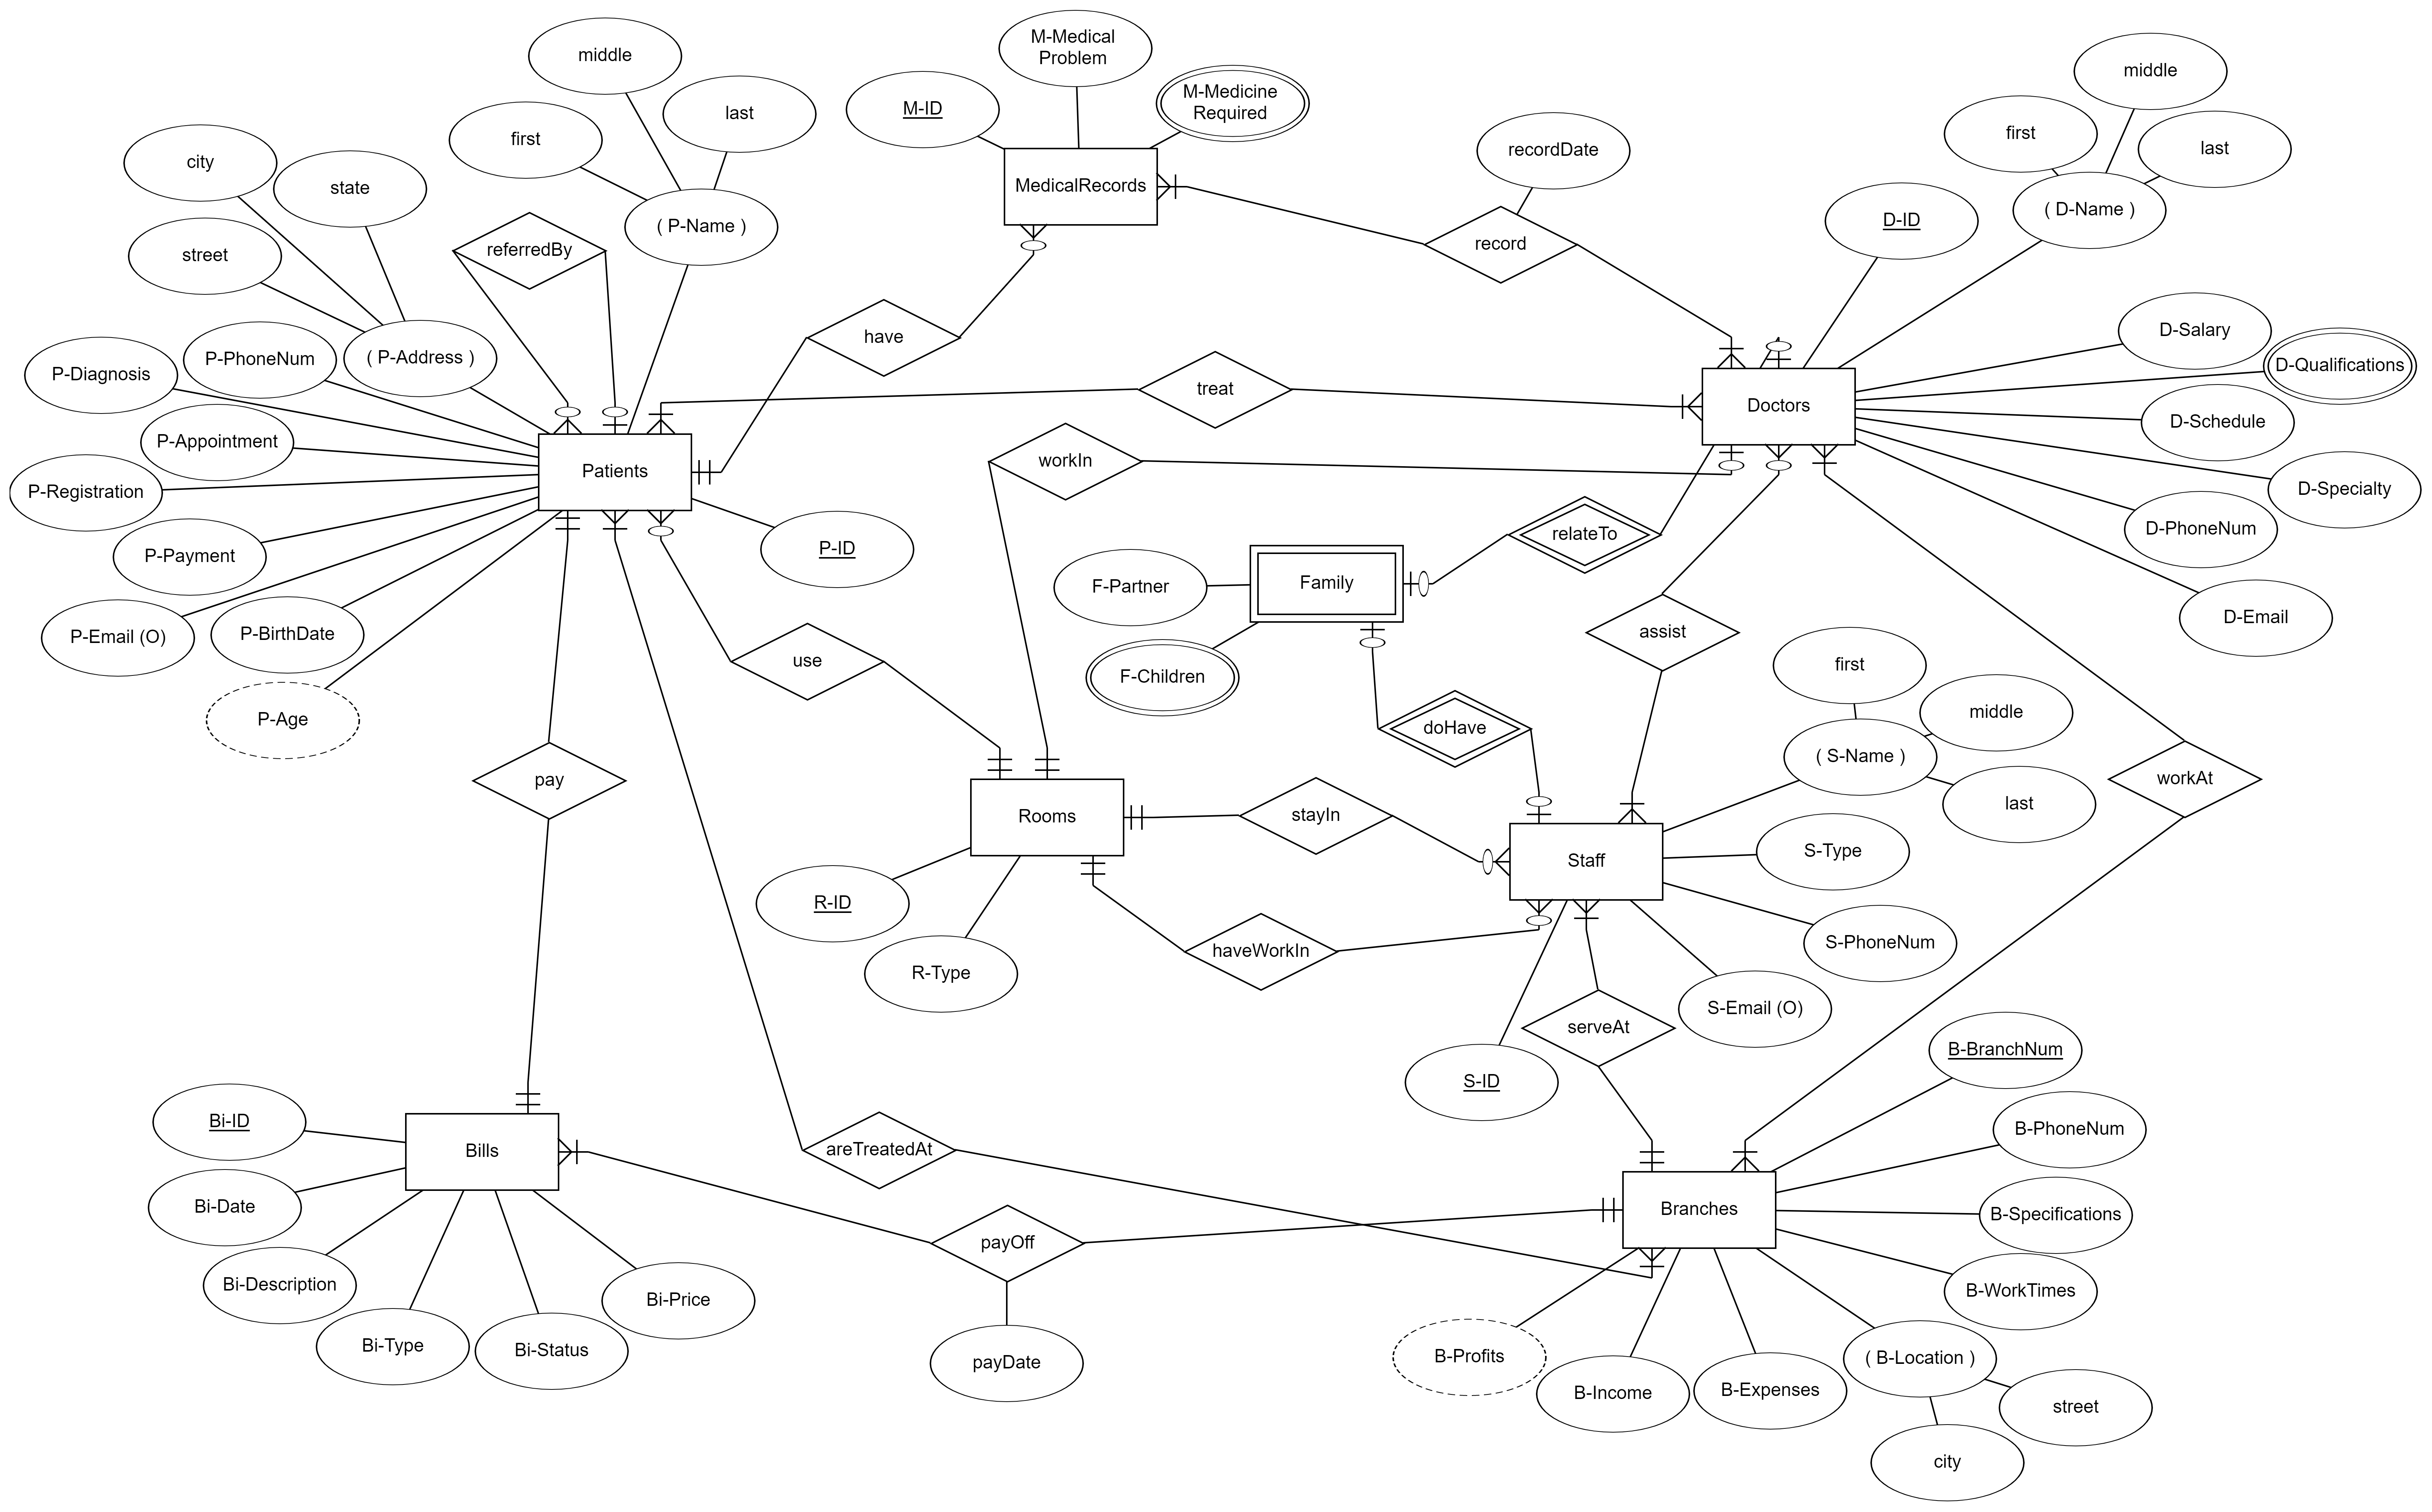 middle
M-Medical
Problem
M-ID
M-Medicine
Required
middle
first
last
city
state
street
( P-Name )
referredBy
MedicalRecords
recordDate
record
first
last
D-ID
( D-Name )
P-Diagnosis
P-PhoneNum
( P-Address )
have
treat
Doctors
D-Salary
D-Qualifications
D-Schedule
P-Appointment
P-Registration
Patients
workIn
D-Specialty
P-Payment
P-ID
relateTo
D-PhoneNum
P-Email (O)
P-BirthDate
F-Partner
Family
assist
D-Email
P-Age
use
F-Children
first
middle
doHave
( S-Name )
pay
workAt
Rooms
stayIn
Staff
last
S-Type
R-ID
R-Type
haveWorkIn
S-PhoneNum
S-Email (O)
serveAt
S-ID
B-BranchNum
Bi-ID
Bills
areTreatedAt
B-PhoneNum
Bi-Date
Branches
B-Specifications
Bi-Description
payOff
B-WorkTimes
Bi-Type
Bi-Status
Bi-Price
payDate
B-Profits
B-Income
B-Expenses
( B-Location )
street
city